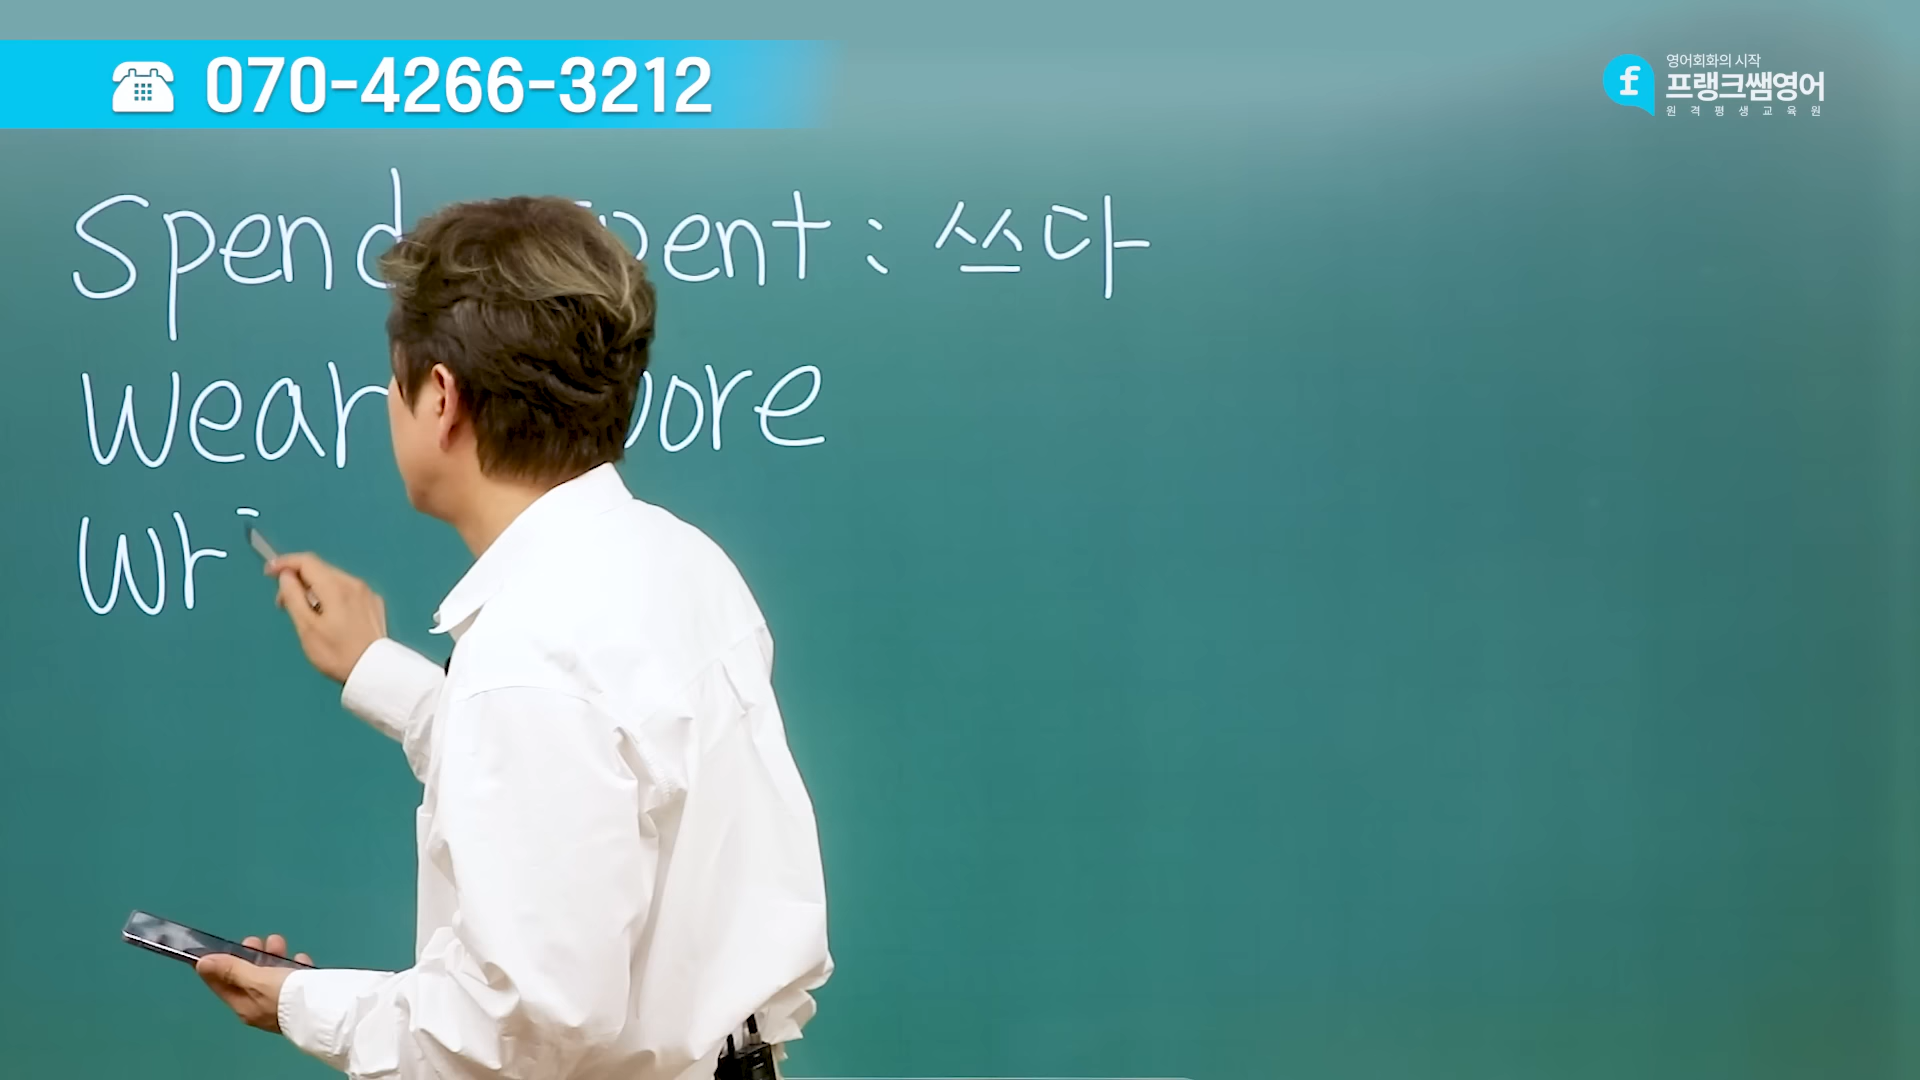 070-4266-3212
영어회화의 시작
프랭크쌤영어
원격평생교육원
spend pent : 쓰다
wear ore
wr